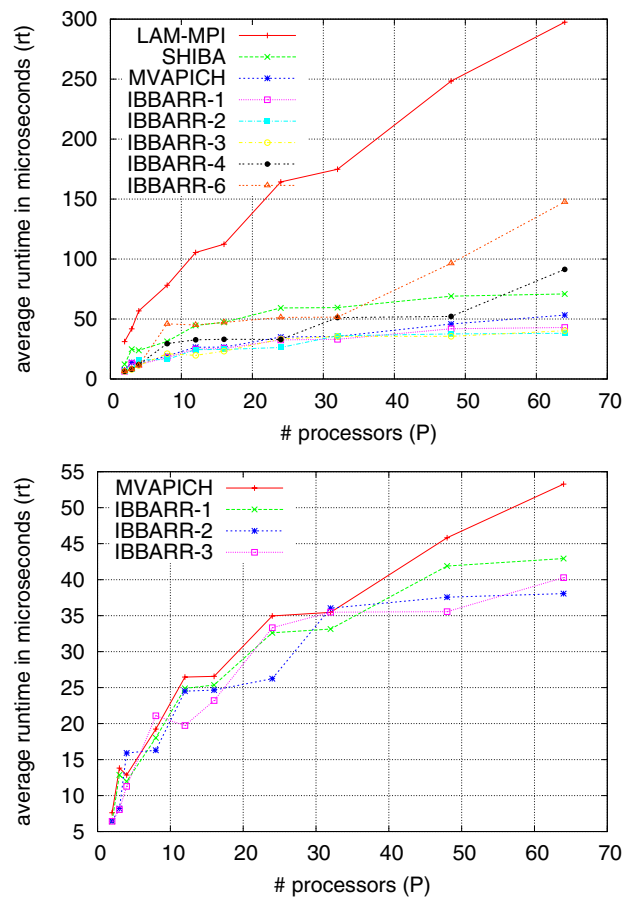 average runtime in microseconds (rt)
300
250
200
150
100
50
0
LAM-MPI
SHIBA
MVAPICH
IBBARR-1
IBBARR-2
IBBARR-3
IBBARR-4
IBBARR-6
0 10 20 30 40 50 60 70
# processors (P)
average runtime in microseconds (rt)
55
50
45
40
35
30
25
20
15
10
5
MVAPICH
IBBARR-1
IBBARR-2
IBBARR-3
0 10 20 30 40 50 60 70
# processors (P)